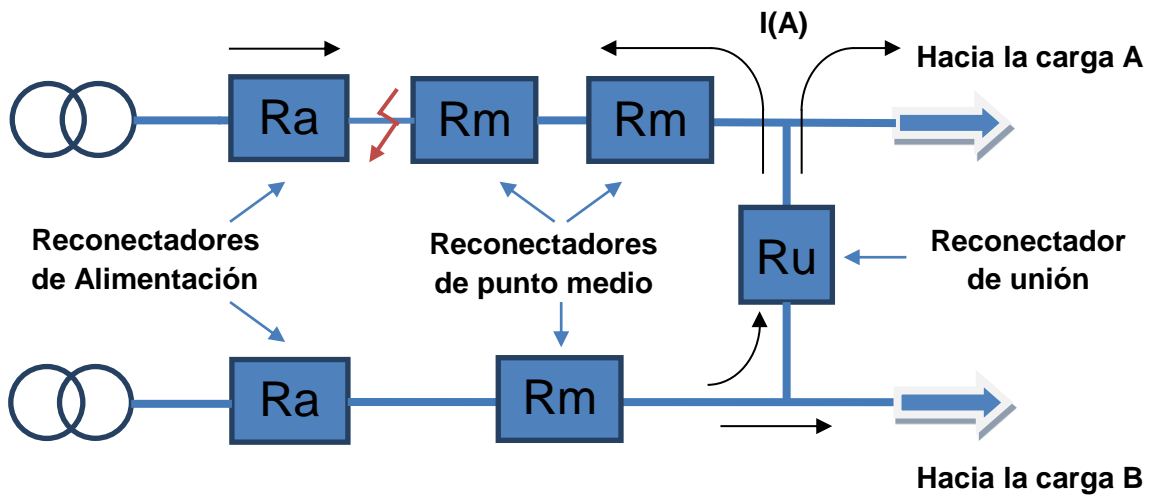 I(A)
Hacia la carga A
Ra
Rm
Rm
Reconectadores
de Alimentación
Reconectadores
de punto medio
Ru
Reconectador
de unión
Ra
Rm
Hacia la carga B